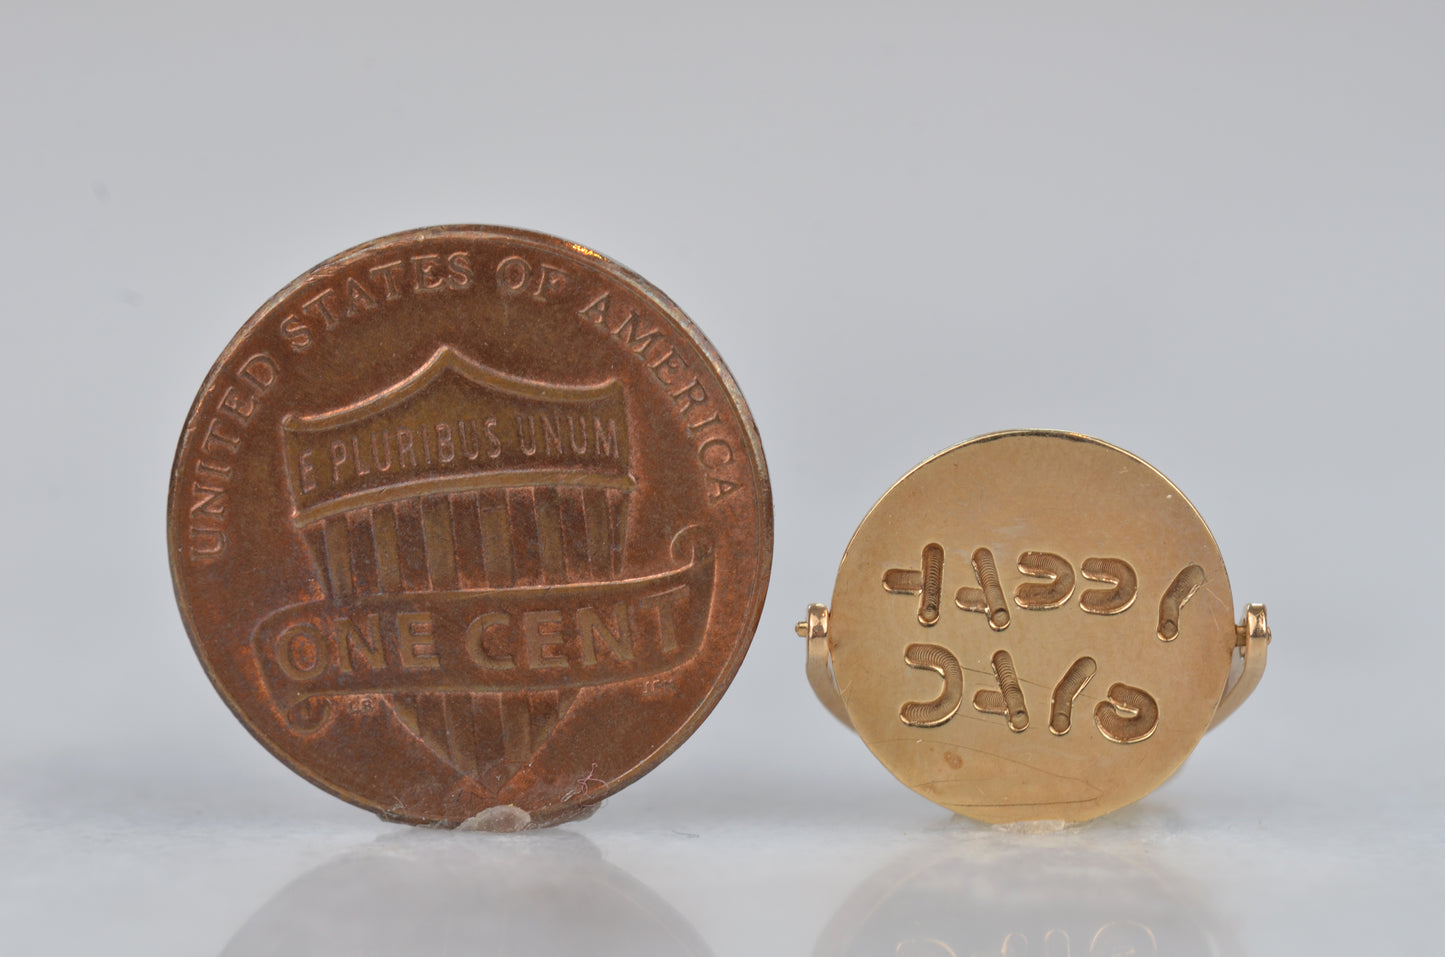 UNITED STATES OF AMERICA
E PLURIBUS UNUM
ONE CENT